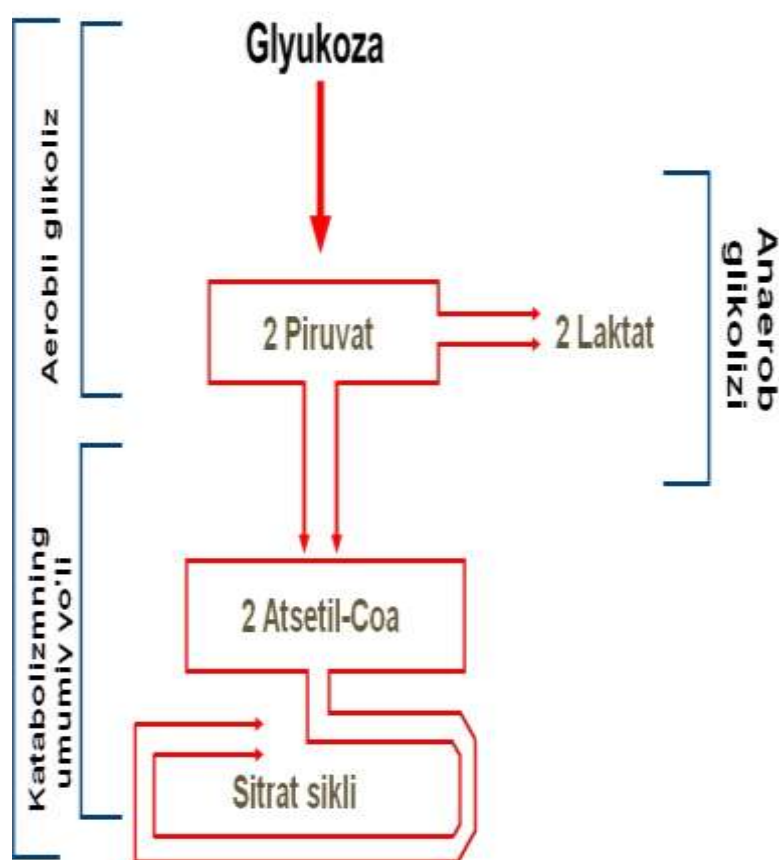 Glyukoza
Aerobli glikoliz
Anaerob
glikolizi
2 Piruvat
2 Laktat
2 Atsetil-Coa
Katabolizmning
umumiy yo'li
Sitrat sikli